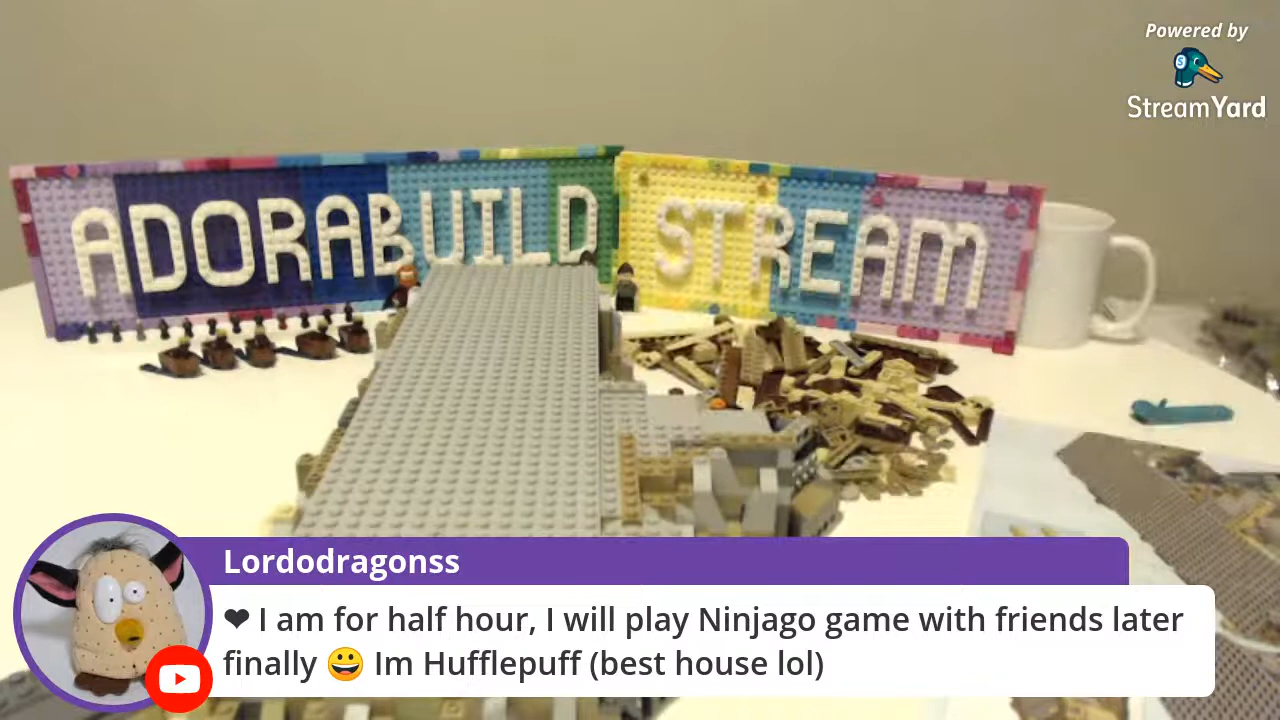 Powered by
StreamYard
ADORABUILD STREAM
Lordodragonss
❤ I am for half hour, I will play Ninjago game with friends later
finally 😀 Im Hufflepuff (best house lol)